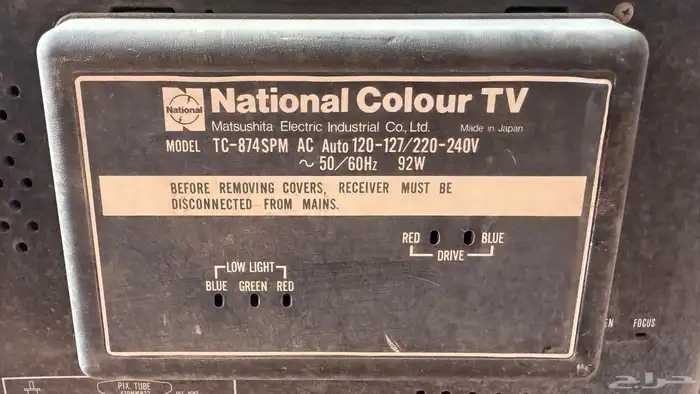 National
National Colour TV
Matsushita Electric Industrial Co., Ltd. Made in Japan
MODEL TC-874SPM AC Auto 120-127/220-240V
~ 50/60Hz 92W
BEFORE REMOVING COVERS, RECEIVER MUST BE
DISCONNECTED FROM MAINS.
RED BLUE
DRIVE
LOW LIGHT
BLUE GREEN RED
EN FOCUS
PIX. TUBE
حراج